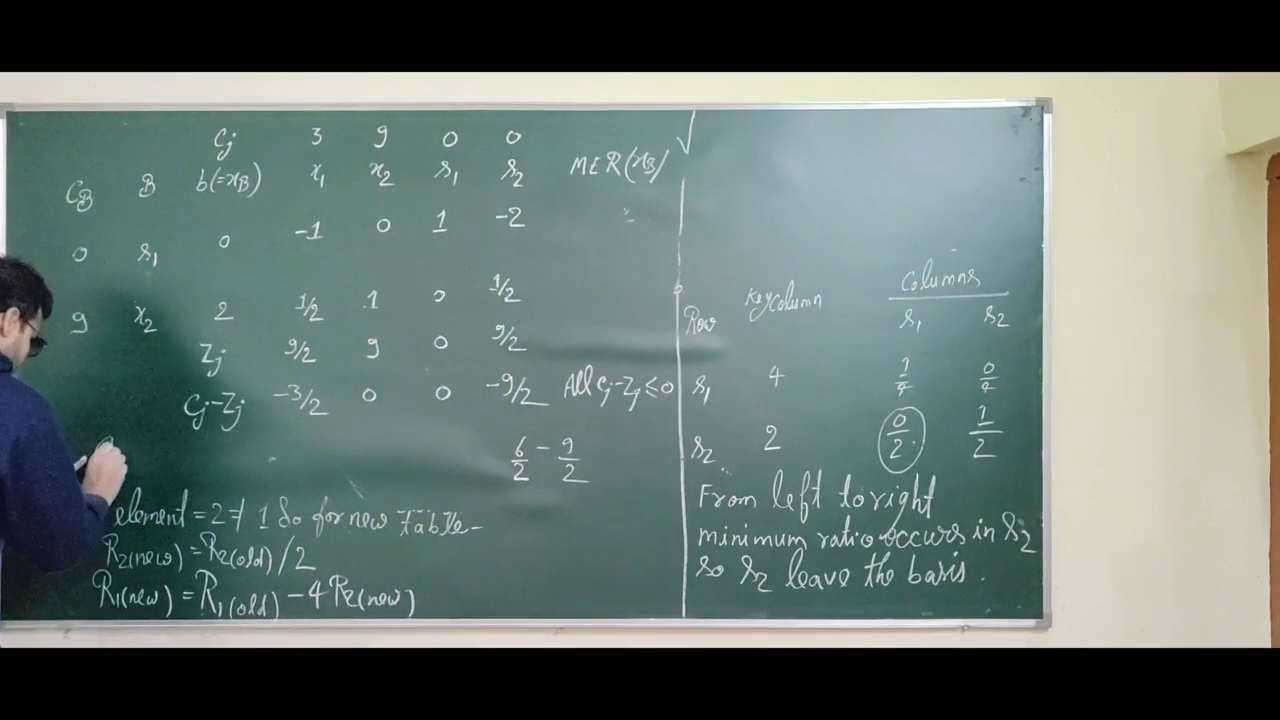 Cj 3 9 0 0
CB B b(=xB) x1 x2 s1 s2 MER(xB)
0 s1 0 -1 0 1 -2
9 x2 2 1/2 1 0 1/2
Zj 9/2 9 0 9/2
Cj-Zj -3/2 0 0 -9/2 All Cj-Zj ≤0
6/2 - 9/2
element = 2 ≠ 1 So for new table-
R2(new) = R2(old)/2
R1(new) = R1(old) - 4R2(new)
Columns
Row Key Column s1 s2
s1 4 1/4 0/4
s2 2 0/2 1/2
From left to right
minimum ratio occurs in s2
so s2 leave the basis.